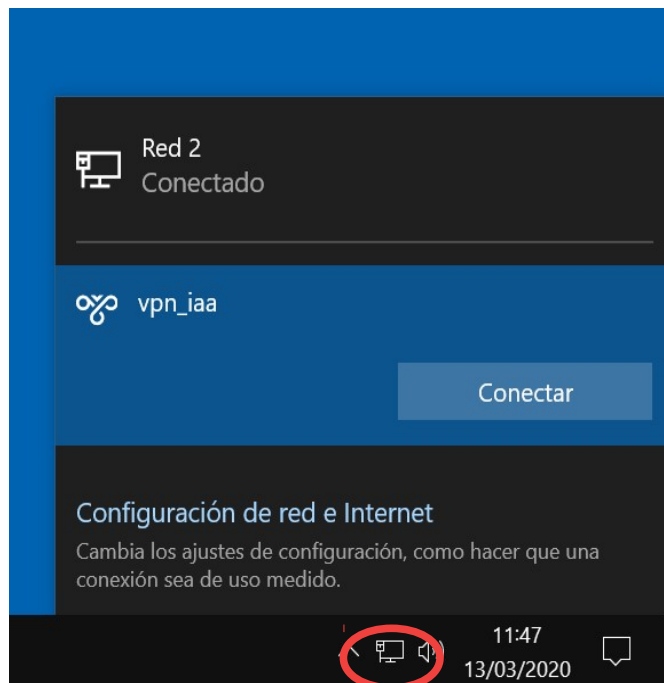 Red 2
Conectado
vpn_iaa
Conectar
Configuración de red e Internet
Cambia los ajustes de configuración, como hacer que una
conexión sea de uso medido.
11:47
13/03/2020